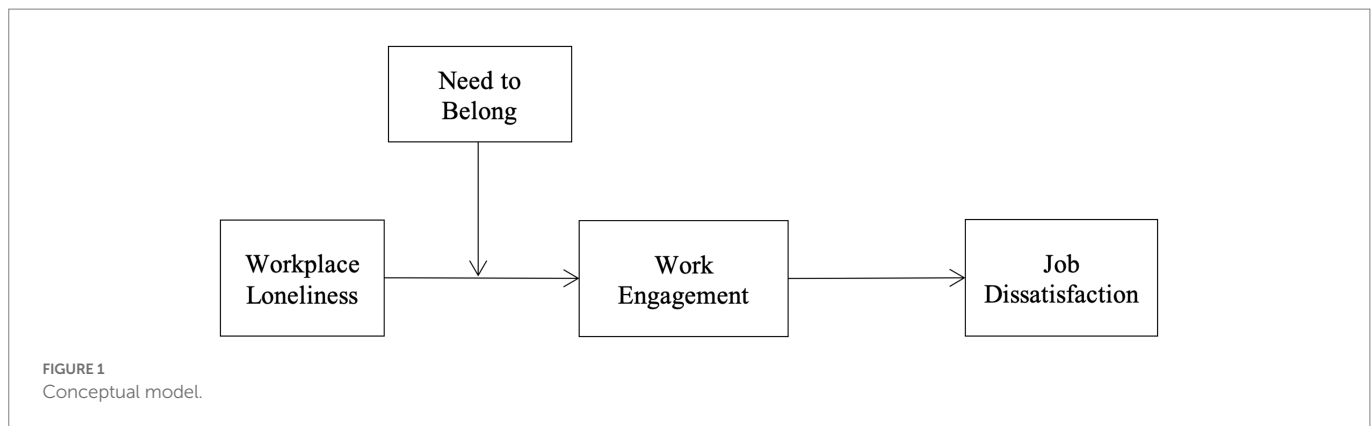 Need to
Belong
Workplace
Loneliness
Work
Engagement
Job
Dissatisfaction
FIGURE 1
Conceptual model.